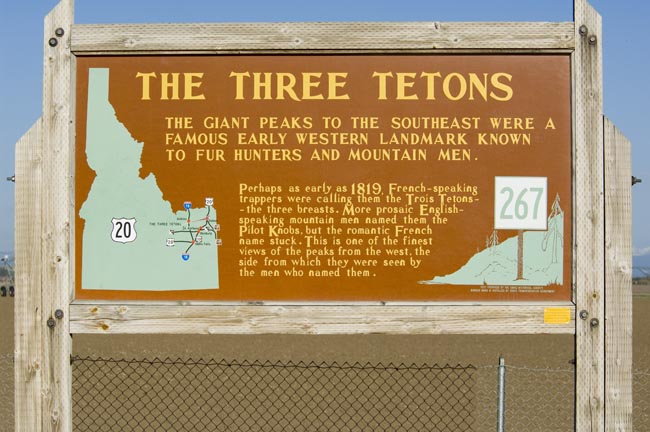 THE THREE TETONS
THE GIANT PEAKS TO THE SOUTHEAST WERE A
FAMOUS EARLY WESTERN LANDMARK KNOWN
TO FUR HUNTERS AND MOUNTAIN MEN.
Perhaps as early as 1819, French-speaking
trappers were calling them the Trois Tetons-
-the three breasts. More prosaic English-
speaking mountain men named them the
Pilot Knobs, but the romantic French
name stuck. This is one of the finest
views of the peaks from the west, the
side from which they were seen by
the men who named them.
267
20
THE THREE TETONS